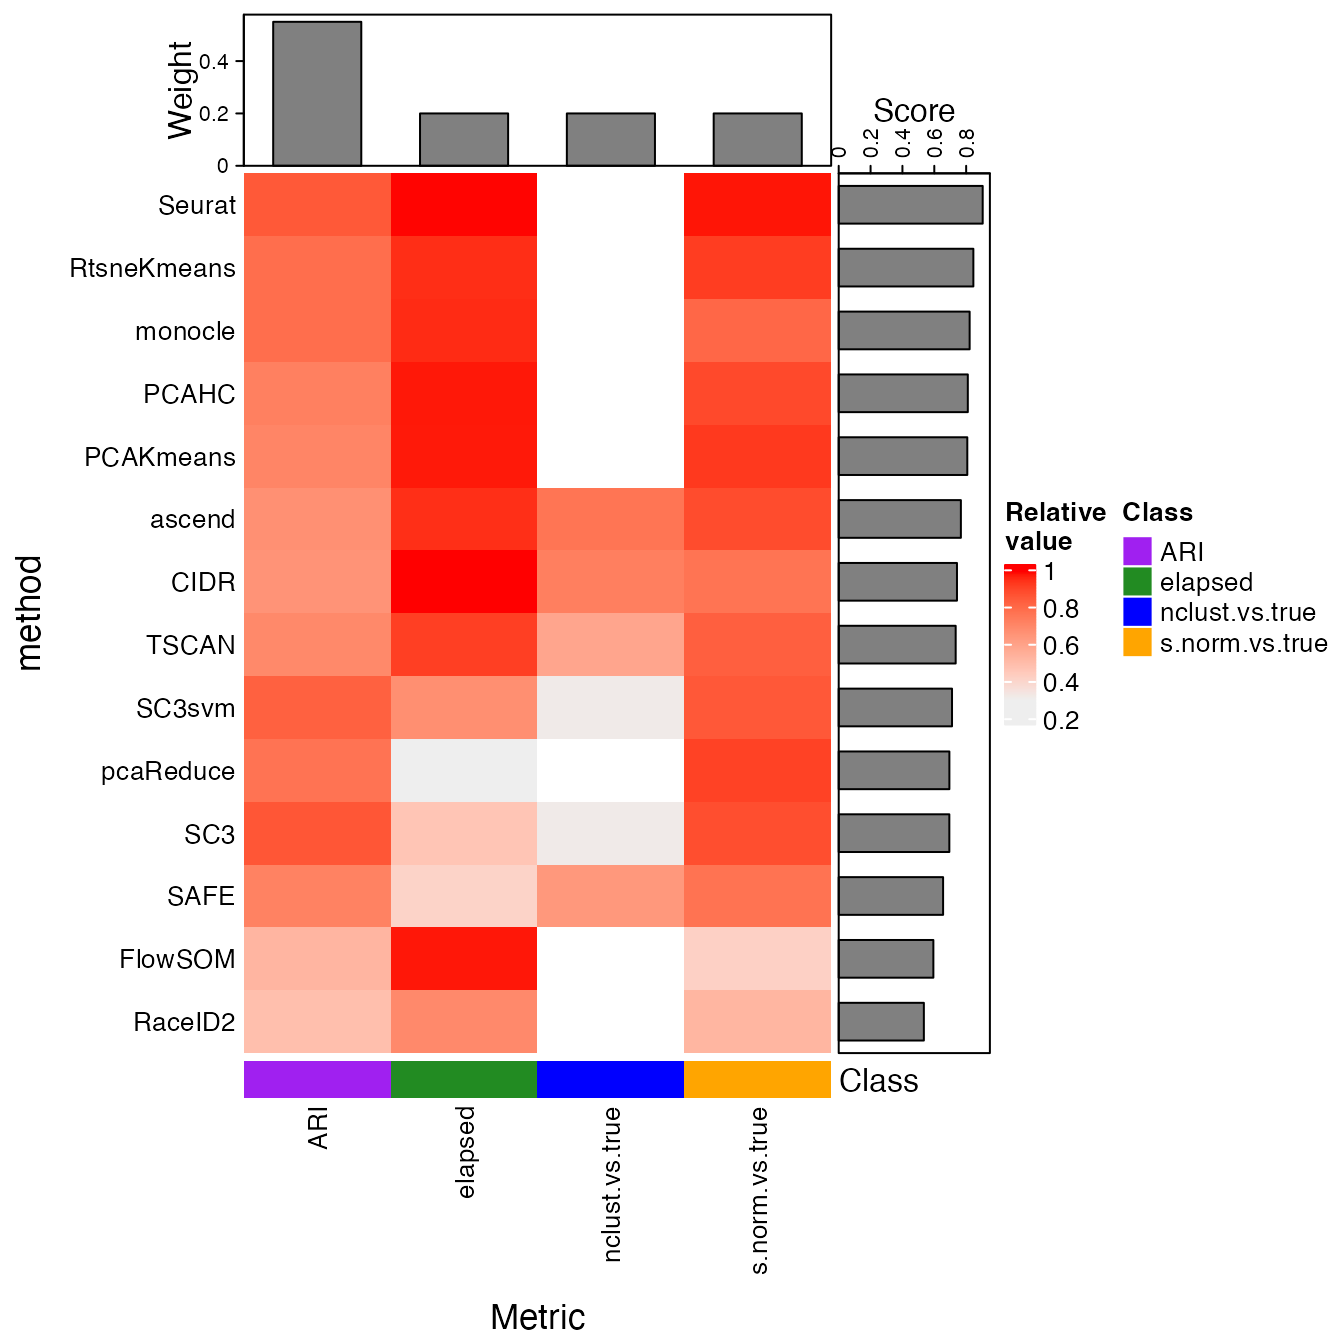 Weight
0.4
0.2
0
Score
0
0.2
0.4
0.6
0.8
method
Seurat
RtsneKmeans
monocle
PCAHC
PCAKmeans
ascend
CIDR
TSCAN
SC3svm
pcaReduce
SC3
SAFE
FlowSOM
RaceID2
Relative
value
1
0.8
0.6
0.4
0.2
Class
ARI
elapsed
nclust.vs.true
s.norm.vs.true
Class
ARI
elapsed
nclust.vs.true
s.norm.vs.true
Metric